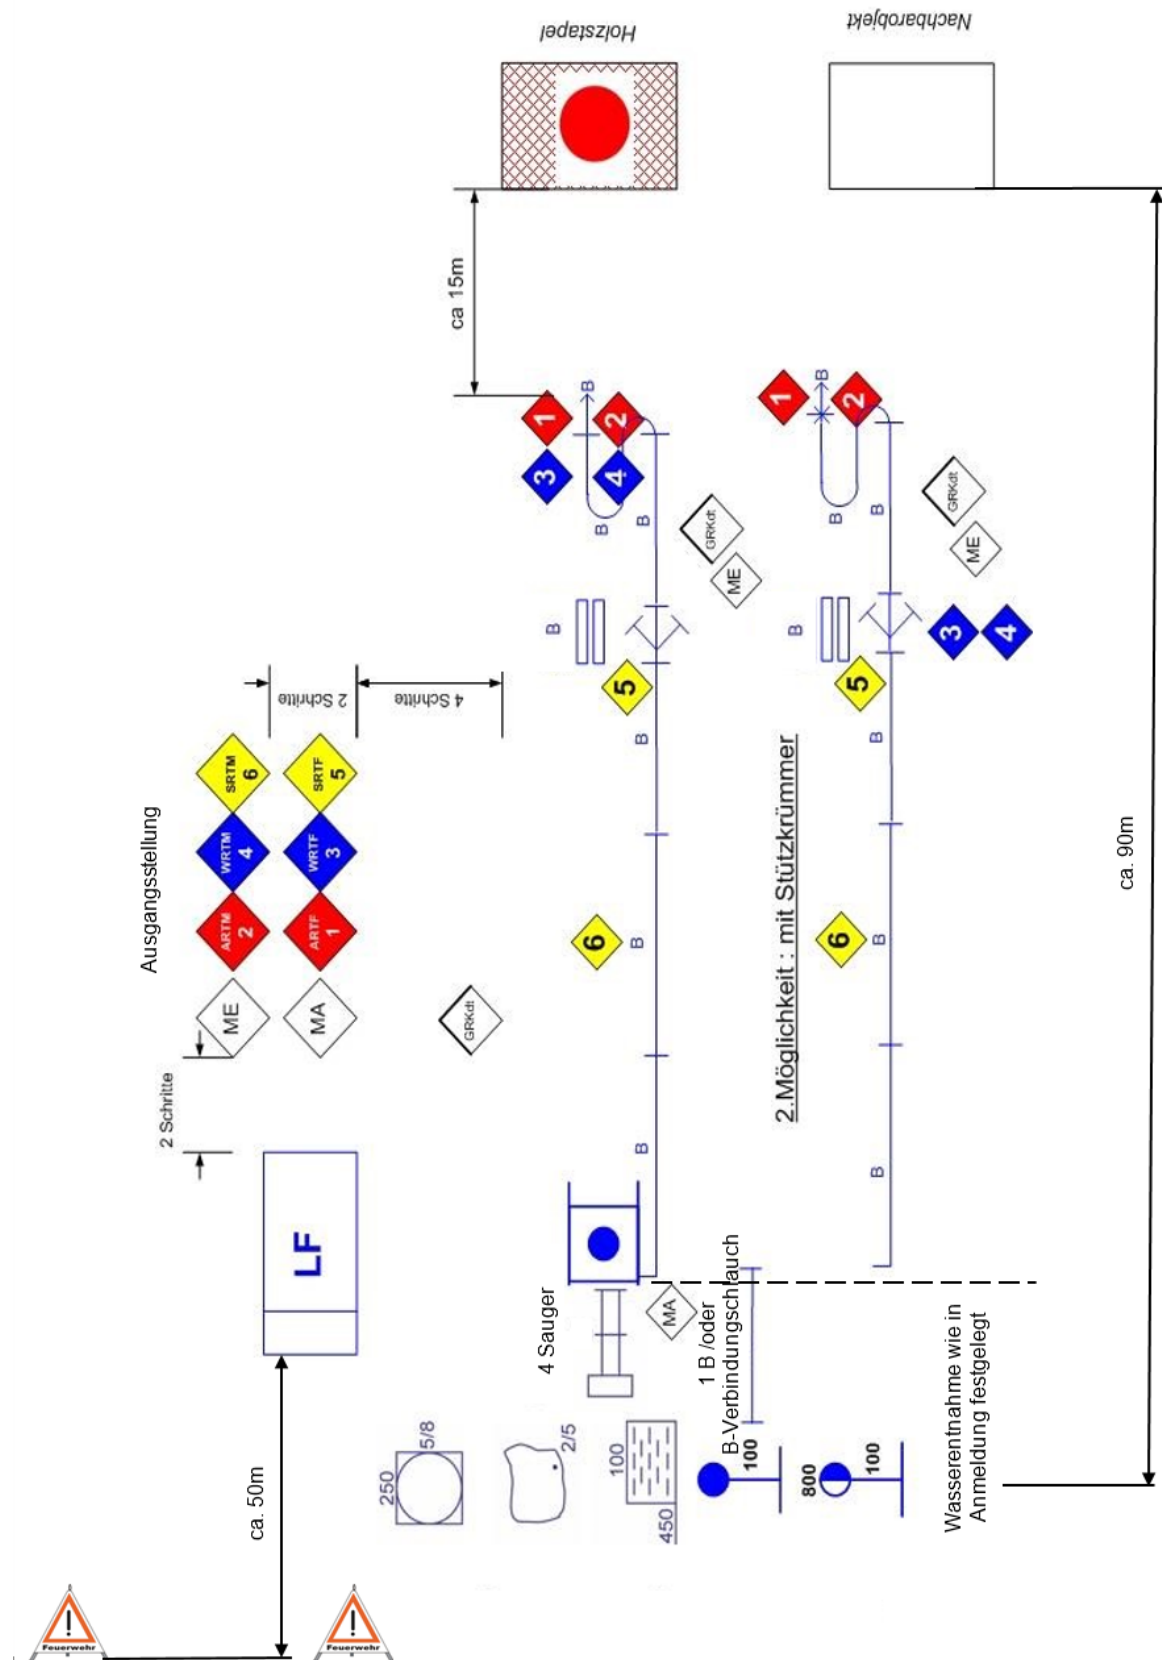 Holzstapel
Nachbarobjekt
ca 15m
Ausgangsstellung
2 Schritte
4 Schritte
2 Schritte
SRTM
6
SRTF
5
WRTM
4
WRTF
3
ARTM
2
ARTF
1
ME
MA
GRKdt
LF
ca. 50m
Feuerwehr
Feuerwehr
1
3
2
4
B
B
B
GRKdt
ME
B
5
B
6
B
B
4 Sauger
MA
1 B /oder
B-Verbindungschlauch
250
5/8
2/5
100
450
100
800
100
Wasserentnahme wie in
Anmeldung festgelegt
2.Möglichkeit : mit Stützkrümmer
1
2
B
B
B
GRKdt
ME
B
3
4
5
B
6
B
B
ca. 90m